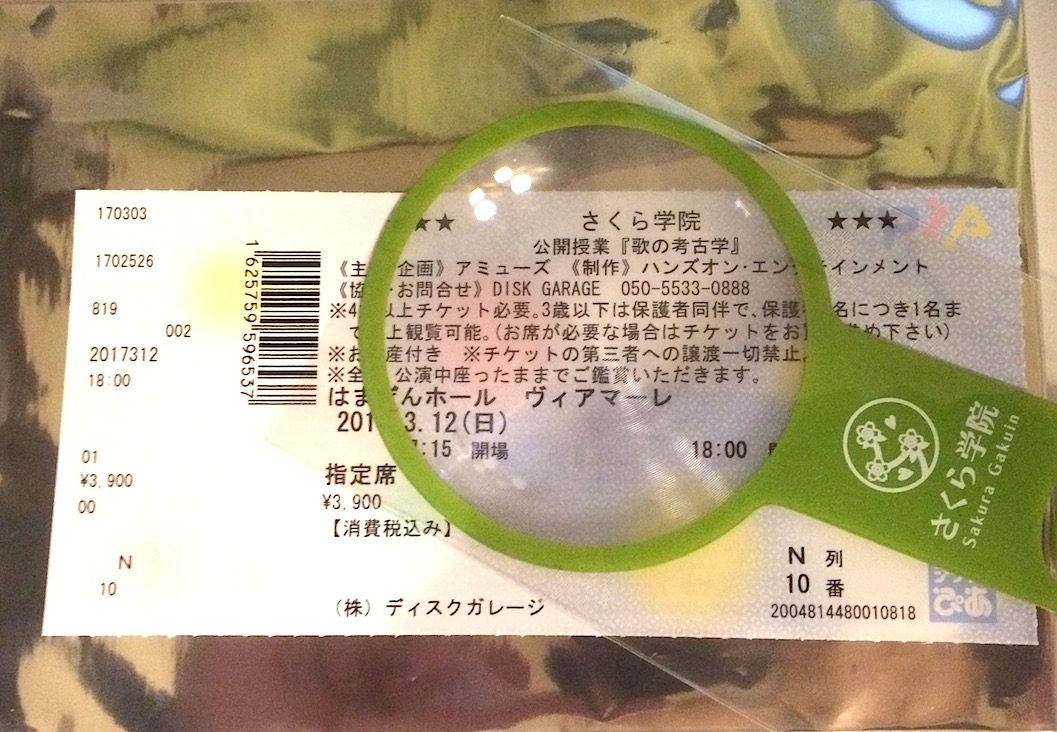 170303
1702526
819
002
2017312
18:00
01
¥3,900
00
N
10
1625759596537
★★ さくら学院 ★★★
公開授業『歌の考古学』
《主 企画》アミューズ 《制作》ハンズオン・エン テインメント
《協 ・お問合せ》DISK GARAGE 050-5533-0888
※4 以上チケット必要。3歳以下は保護者同伴で、保護 名につき1名ま
で 上観覧可能。(お席が必要な場合はチケットをお 求め下さい)
※お 産付き ※チケットの第三者への譲渡一切禁止。
※全 公演中座ったままでご鑑賞いただきます。
はまぎんホール ヴィアマーレ
201 3.12(日)
:15 開場 18:00
指定席
¥3,900
【消費税込み】
N 列
10 番
(株)ディスクガレージ
2004814480010818
PIA
ぴあ
さくら学院
Sakura Gakuin